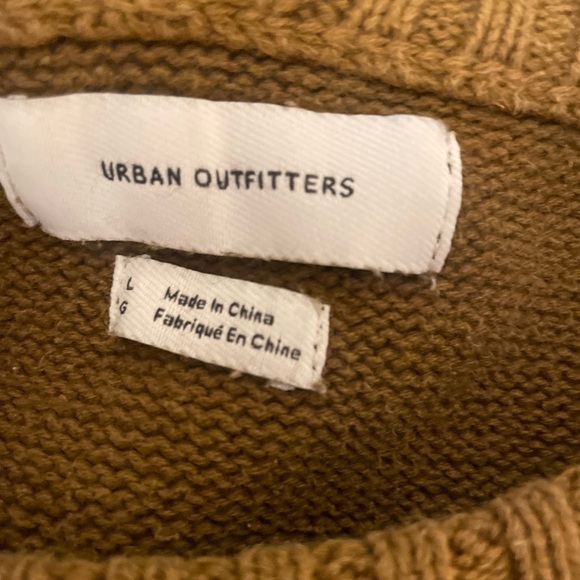 URBAN OUTFITTERS
L
G
Made In China
Fabriqué En Chine